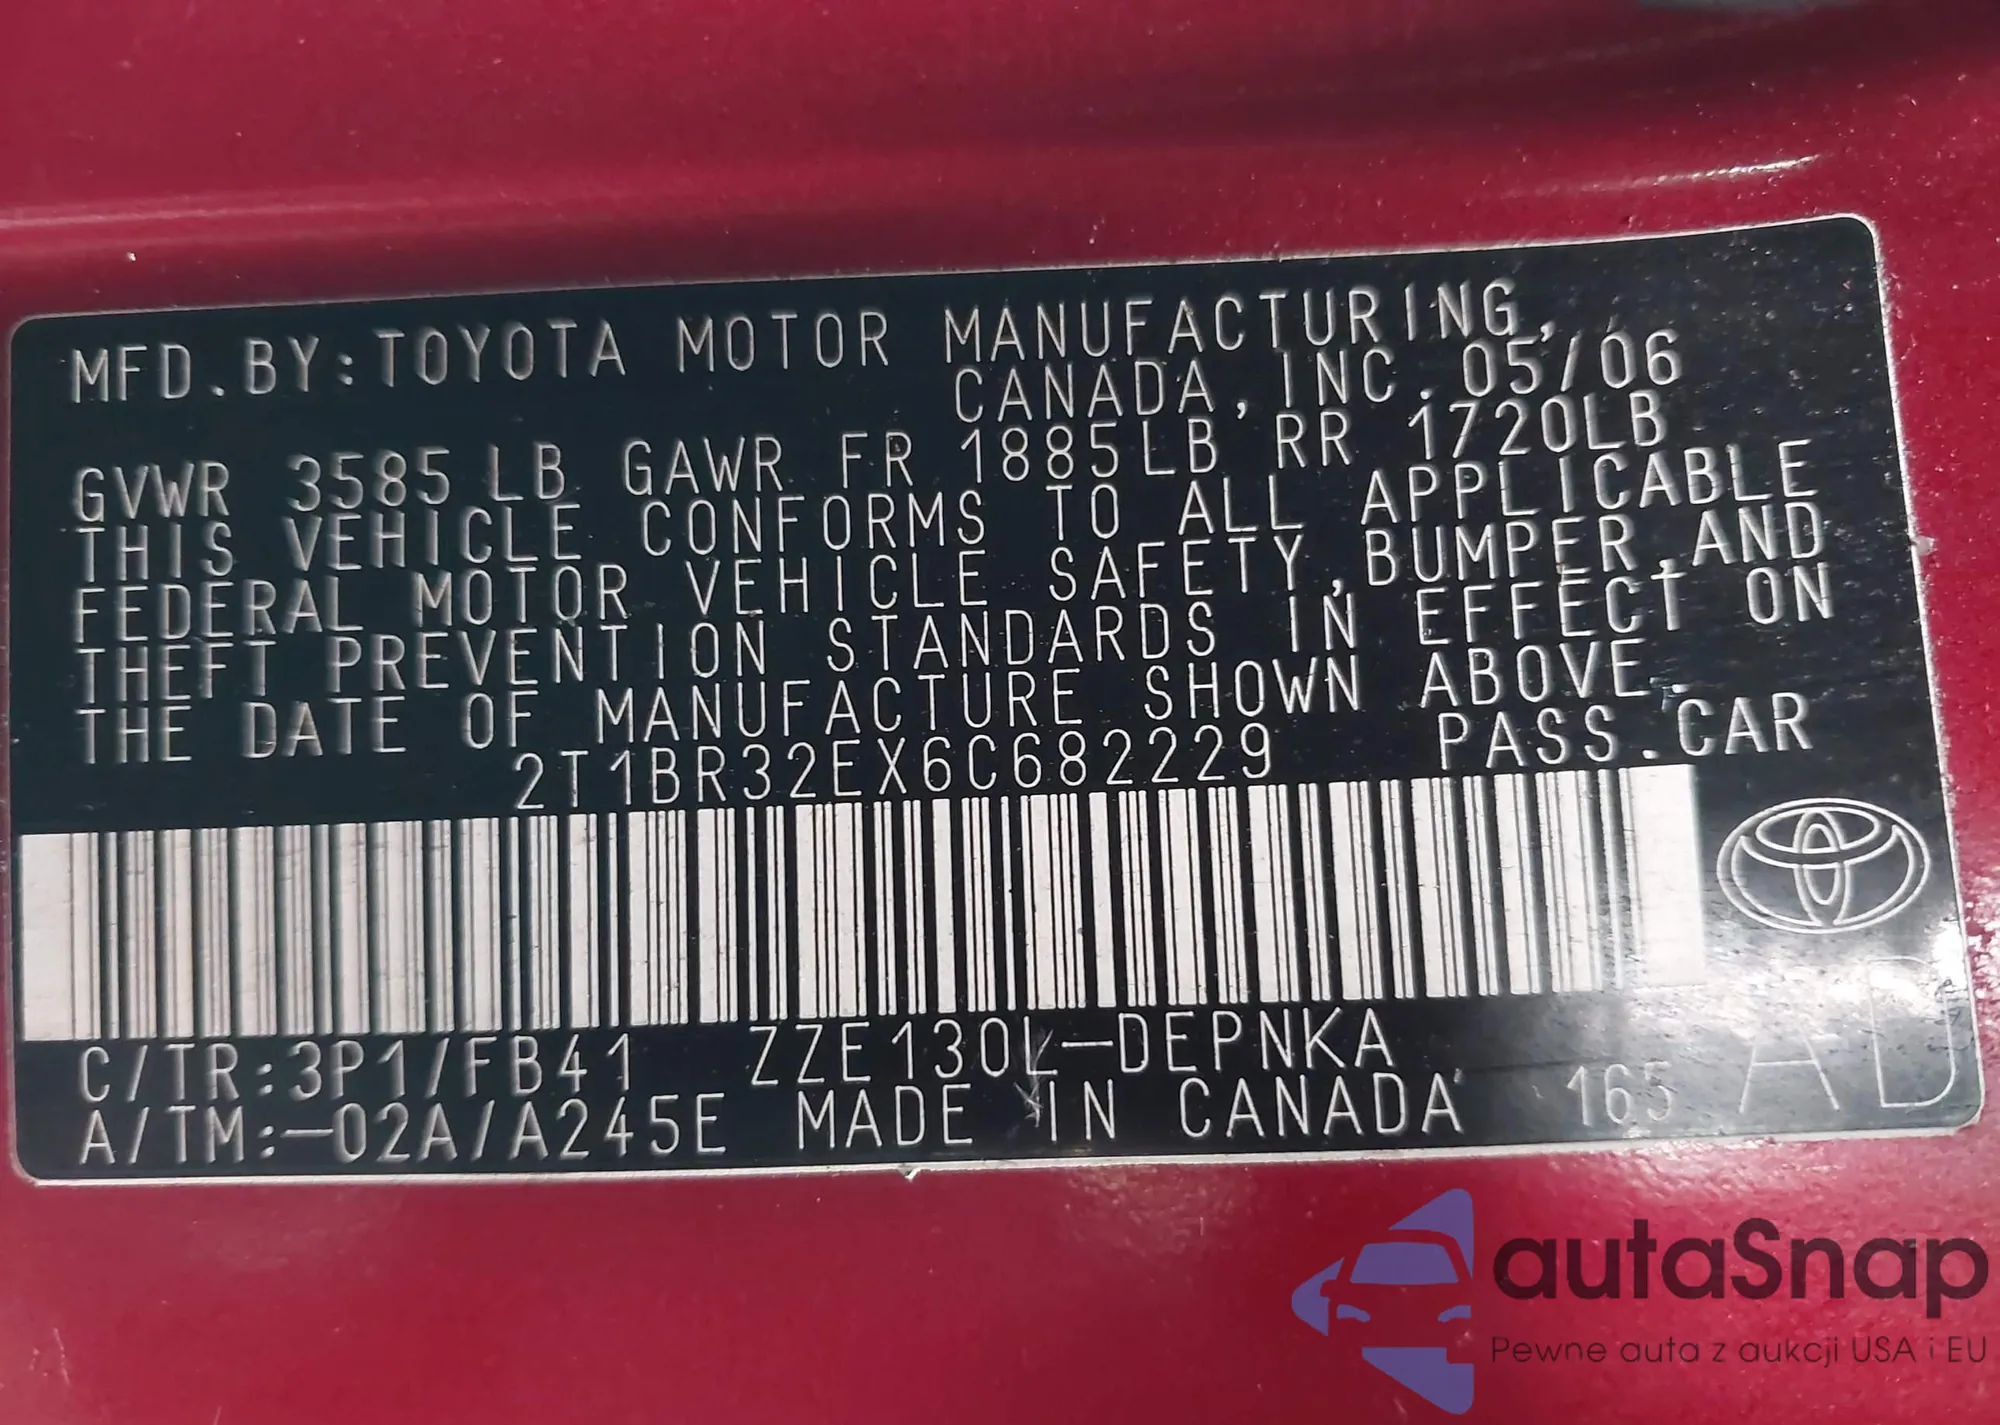 MFD.BY:TOYOTA MOTOR MANUFACTURING,
CANADA, INC. 05/06
GVWR 3585LB GAWR FR 1885LB RR 1720LB
THIS VEHICLE CONFORMS TO ALL APPLICABLE
FEDERAL MOTOR VEHICLE SAFETY,BUMPER,AND
THEFT PREVENTION STANDARDS IN EFFECT ON
THE DATE OF MANUFACTURE SHOWN ABOVE.
2T1BR32EX6C682229 PASS.CAR
C/TR:3P1/FB41 ZZE130L-DEPNKA
A/TM:-02A/A245E MADE IN CANADA 165 AD
autaSnap
Pewne auta z aukcji USA i EU